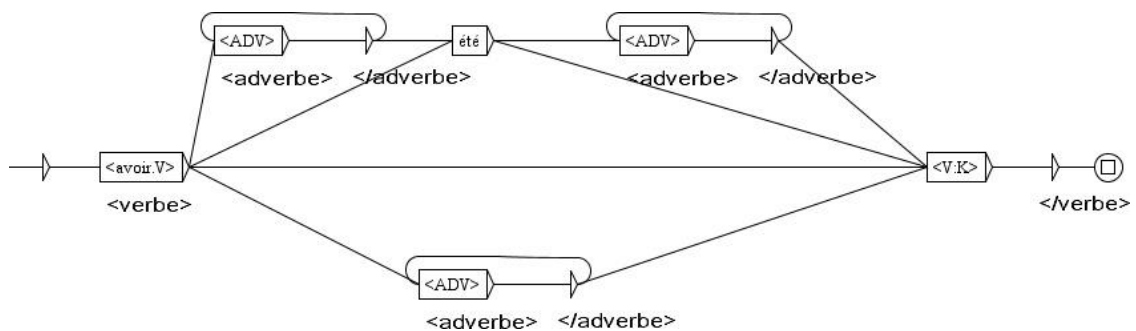 <ADV> été <ADV>
<adverbe> </adverbe> <adverbe> </adverbe>
<avoir.V> <V:K>
<verbe> </verbe>
<ADV>
<adverbe> </adverbe>